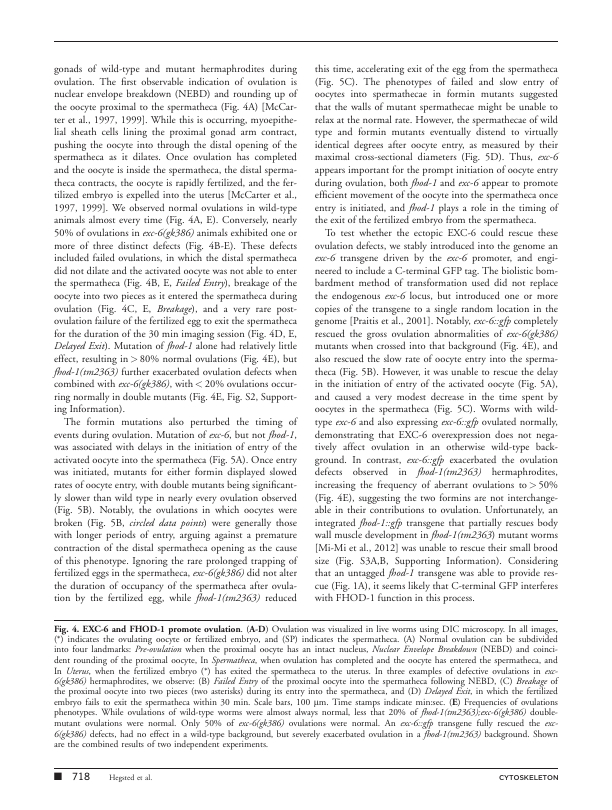 gonads of wild-type and mutant hermaphrodites during
ovulation. The first observable indication of ovulation is
nuclear envelope breakdown (NEBD) and rounding up of
the oocyte proximal to the spermatheca (Fig. 4A) [McCar-
ter et al., 1997, 1999]. While this is occurring, myoepithe-
lial sheath cells lining the proximal gonad arm contract,
pushing the oocyte into through the distal opening of the
spermatheca as it dilates. Once ovulation has completed
and the oocyte is inside the spermatheca, the distal sperma-
theca contracts, the oocyte is rapidly fertilized, and the fer-
tilized embryo is expelled into the uterus [McCarter et al.,
1997, 1999]. We observed normal ovulations in wild-type
animals almost every time (Fig. 4A, E). Conversely, nearly
50% of ovulations in exc-6(gk386) animals exhibited one or
more of three distinct defects (Fig. 4B-E). These defects
included failed ovulations, in which the distal spermatheca
did not dilate and the activated oocyte was not able to enter
the spermatheca (Fig. 4B, E, Failed Entry), breakage of the
oocyte into two pieces as it entered the spermatheca during
ovulation (Fig. 4C, E, Breakage), and a very rare post-
ovulation failure of the fertilized egg to exit the spermatheca
for the duration of the 30 min imaging session (Fig. 4D, E,
Delayed Exit). Mutation of fhod-1 alone had relatively little
effect, resulting in > 80% normal ovulations (Fig. 4E), but
fhod-1(tm2363) further exacerbated ovulation defects when
combined with exc-6(gk386), with < 20% ovulations occur-
ring normally in double mutants (Fig. 4E, Fig. S2, Support-
ing Information).
The formin mutations also perturbed the timing of
events during ovulation. Mutation of exc-6, but not fhod-1,
was associated with delays in the initiation of entry of the
activated oocyte into the spermatheca (Fig. 5A). Once entry
was initiated, mutants for either formin displayed slowed
rates of oocyte entry, with double mutants being significant-
ly slower than wild type in nearly every ovulation observed
(Fig. 5B). Notably, the ovulations in which oocytes were
broken (Fig. 5B, circled data points) were generally those
with longer periods of entry, arguing against a premature
contraction of the distal spermatheca opening as the cause
of this phenotype. Ignoring the rare prolonged trapping of
fertilized eggs in the spermatheca, exc-6(gk386) did not alter
the duration of occupancy of the spermatheca after ovula-
tion by the fertilized egg, while fhod-1(tm2363) reduced
this time, accelerating exit of the egg from the spermatheca
(Fig. 5C). The phenotypes of failed and slow entry of
oocytes into spermathecae in formin mutants suggested
that the walls of mutant spermathecae might be unable to
relax at the normal rate. However, the spermathecae of wild
type and formin mutants eventually distend to virtually
identical degrees after oocyte entry, as measured by their
maximal cross-sectional diameters (Fig. 5D). Thus, exc-6
appears important for the prompt initiation of oocyte entry
during ovulation, both fhod-1 and exc-6 appear to promote
efficient movement of the oocyte into the spermatheca once
entry is initiated, and fhod-1 plays a role in the timing of
the exit of the fertilized embryo from the spermatheca.
To test whether the ectopic EXC-6 could rescue these
ovulation defects, we stably introduced into the genome an
exc-6 transgene driven by the exc-6 promoter, and engi-
neered to include a C-terminal GFP tag. The biolistic bom-
bardment method of transformation used did not replace
the endogenous exc-6 locus, but introduced one or more
copies of the transgene to a single random location in the
genome [Praitis et al., 2001]. Notably, exc-6::gfp completely
rescued the gross ovulation abnormalities of exc-6(gk386)
mutants when crossed into that background (Fig. 4E), and
also rescued the slow rate of oocyte entry into the sperma-
theca (Fig. 5B). However, it was unable to rescue the delay
in the initiation of entry of the activated oocyte (Fig. 5A),
and caused a very modest decrease in the time spent by
oocytes in the spermatheca (Fig. 5C). Worms with wild-
type exc-6 and also expressing exc-6::gfp ovulated normally,
demonstrating that EXC-6 overexpression does not nega-
tively affect ovulation in an otherwise wild-type back-
ground. In contrast, exc-6::gfp exacerbated the ovulation
defects observed in fhod-1(tm2363) hermaphrodites,
increasing the frequency of aberrant ovulations to > 50%
(Fig. 4E), suggesting the two formins are not interchange-
able in their contributions to ovulation. Unfortunately, an
integrated fhod-1::gfp transgene that partially rescues body
wall muscle development in fhod-1(tm2363) mutant worms
[Mi-Mi et al., 2012] was unable to rescue their small brood
size (Fig. S3A,B, Supporting Information). Considering
that an untagged fhod-1 transgene was able to provide res-
cue (Fig. 1A), it seems likely that C-terminal GFP interferes
with FHOD-1 function in this process.
Fig. 4. EXC-6 and FHOD-1 promote ovulation. (A-D) Ovulation was visualized in live worms using DIC microscopy. In all images,
(*) indicates the ovulating oocyte or fertilized embryo, and (SP) indicates the spermatheca. (A) Normal ovulation can be subdivided
into four landmarks: Pre-ovulation when the proximal oocyte has an intact nucleus, Nuclear Envelope Breakdown (NEBD) and coinci-
dent rounding of the proximal oocyte, In Spermatheca, when ovulation has completed and the oocyte has entered the spermatheca, and
In Uterus, when the fertilized embryo (*) has exited the spermatheca to the uterus. In three examples of defective ovulations in exc-
6(gk386) hermaphrodites, we observe: (B) Failed Entry of the proximal oocyte into the spermatheca following NEBD, (C) Breakage of
the proximal oocyte into two pieces (two asterisks) during its entry into the spermatheca, and (D) Delayed Exit, in which the fertilized
embryo fails to exit the spermatheca within 30 min. Scale bars, 100 μm. Time stamps indicate min:sec. (E) Frequencies of ovulations
phenotypes. While ovulations of wild-type worms were almost always normal, less that 20% of fhod-1(tm2363);exc-6(gk386) double-
mutant ovulations were normal. Only 50% of exc-6(gk386) ovulations were normal. An exc-6::gfp transgene fully rescued the exc-
6(gk386) defects, had no effect in a wild-type background, but severely exacerbated ovulation in a fhod-1(tm2363) background. Shown
are the combined results of two independent experiments.
718 Hegsted et al. CYTOSKELETON